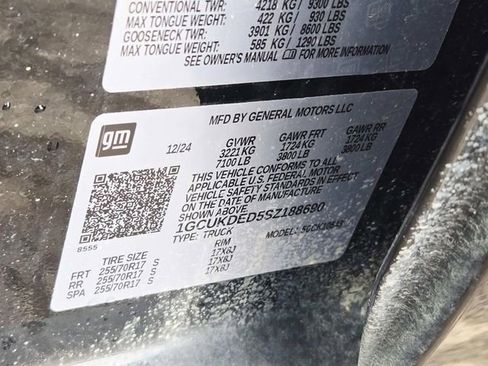 CONVENTIONAL TWR: 4218 KG / 9300 LBS
MAX TONGUE WEIGHT: 422 KG / 930 LBS
GOOSENECK TWR: 3901 KG / 8600 LBS
MAX TONGUE WEIGHT: 585 KG / 1290 LBS
SEE OWNER'S MANUAL FOR MORE INFORMATION
MFD BY GENERAL MOTORS LLC
gm
12/24 GVWR GAWR FRT GAWR RR
3221 KG 1724 KG 1724 KG
7100 LB 3800 LB 3800 LB
THIS VEHICLE CONFORMS TO ALL
APPLICABLE U.S. FEDERAL MOTOR
VEHICLE SAFETY STANDARDS IN EFFECT
ON THE DATE OF MANUFACTURE
SHOWN ABOVE.
1GCUKDED5SZ188690
TYPE: TRUCK MODEL:
8555
TIRE SIZE RIM
FRT 255/70R17 S 17X8J
RR 255/70R17 S 17X8J
SPA 255/70R17 S 17X8J